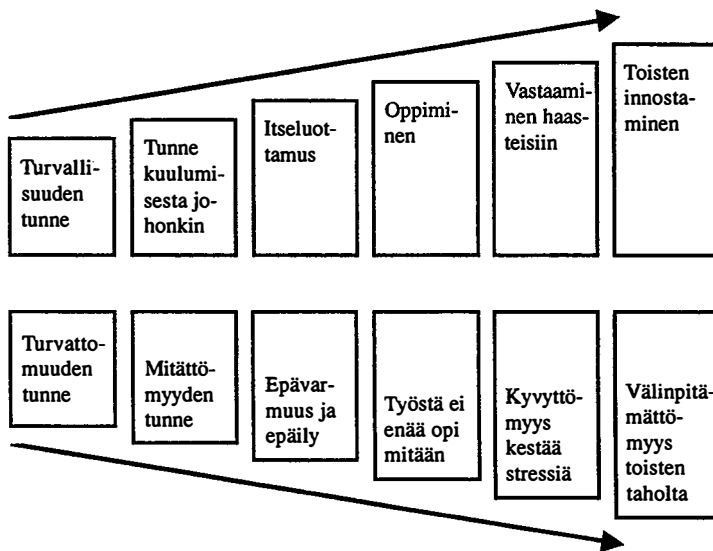 Turvalli-
suuden
tunne
Tunne
kuulumi-
sesta jo-
honkin
Itseluot-
tamus
Oppimi-
nen
Vastaami-
nen haas-
teisiin
Toisten
innosta-
minen
Turvatto-
muuden
tunne
Mitättö-
myyden
tunne
Epävar-
muus ja
epäily
Työstä ei
enää opi
mitään
Kyvyttö-
myys
kestää
stressiä
Välinpitä-
mättö-
myys
toisten
taholta